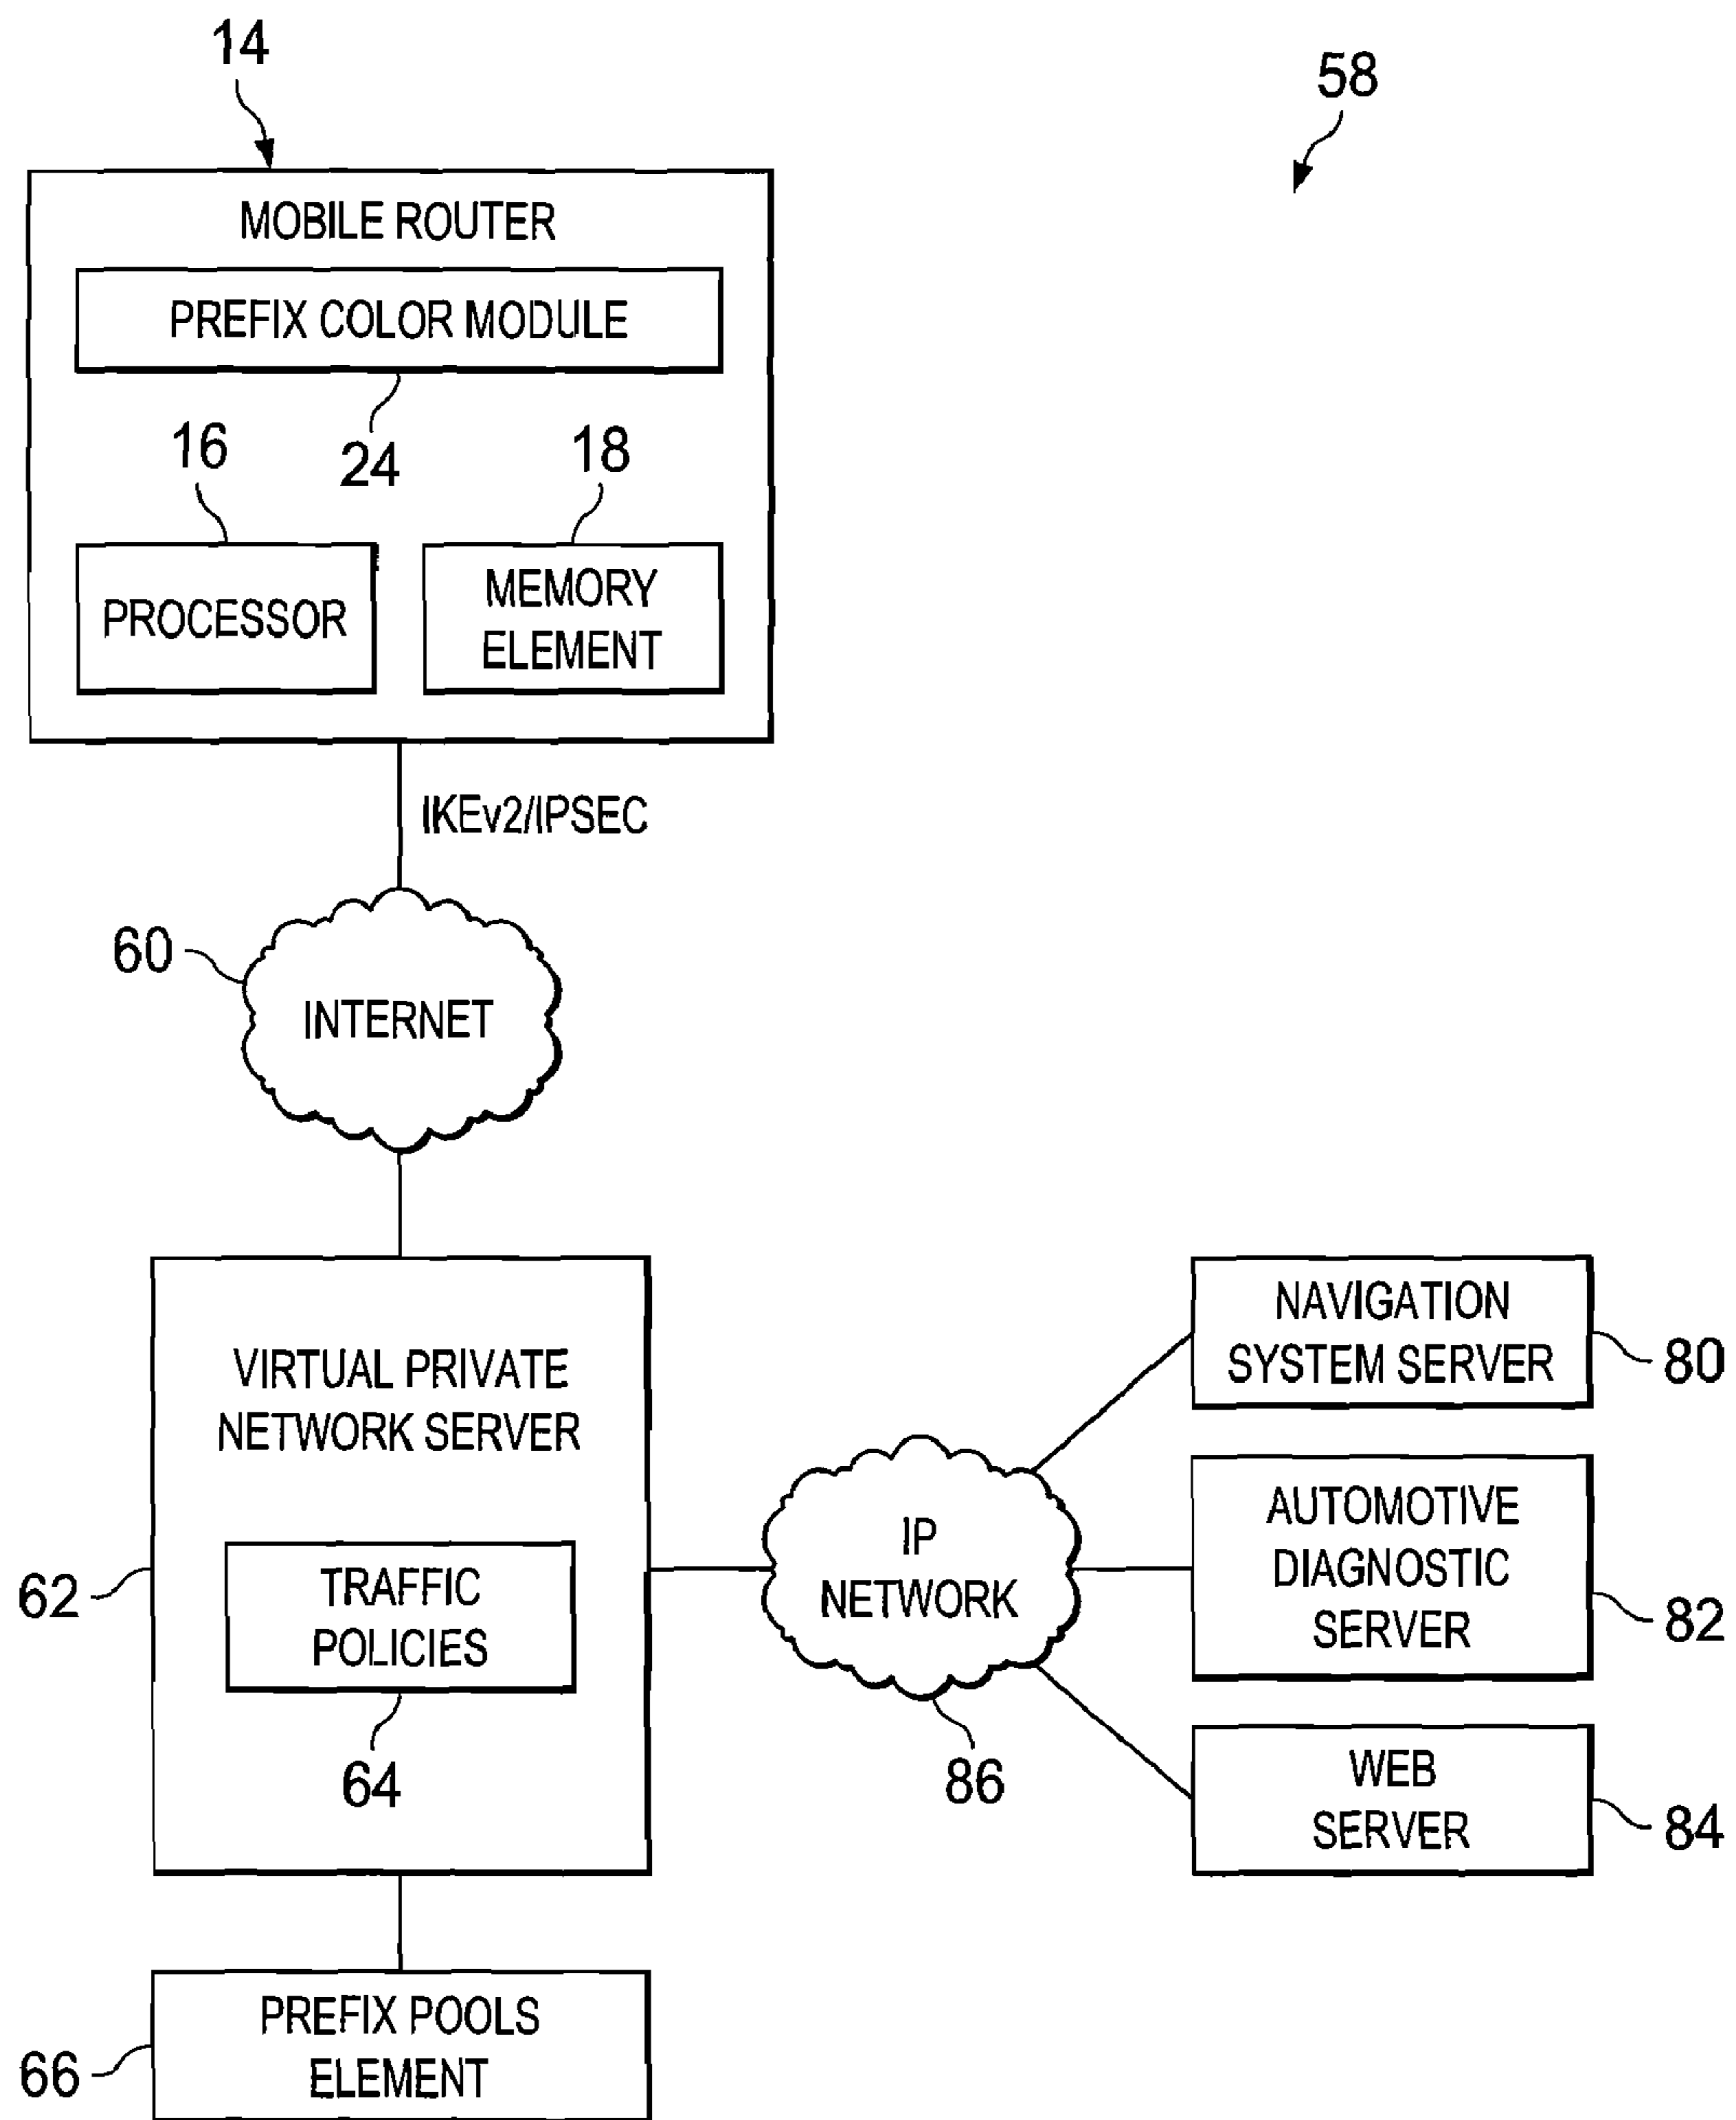 14
58
MOBILE ROUTER
PREFIX COLOR MODULE
24
16
18
PROCESSOR
MEMORY
ELEMENT
IKEv2/IPSEC
60
INTERNET
VIRTUAL PRIVATE
NETWORK SERVER
62
TRAFFIC
POLICIES
64
IP
NETWORK
86
NAVIGATION
SYSTEM SERVER
80
AUTOMOTIVE
DIAGNOSTIC
SERVER
82
WEB
SERVER
84
PREFIX POOLS
ELEMENT
66